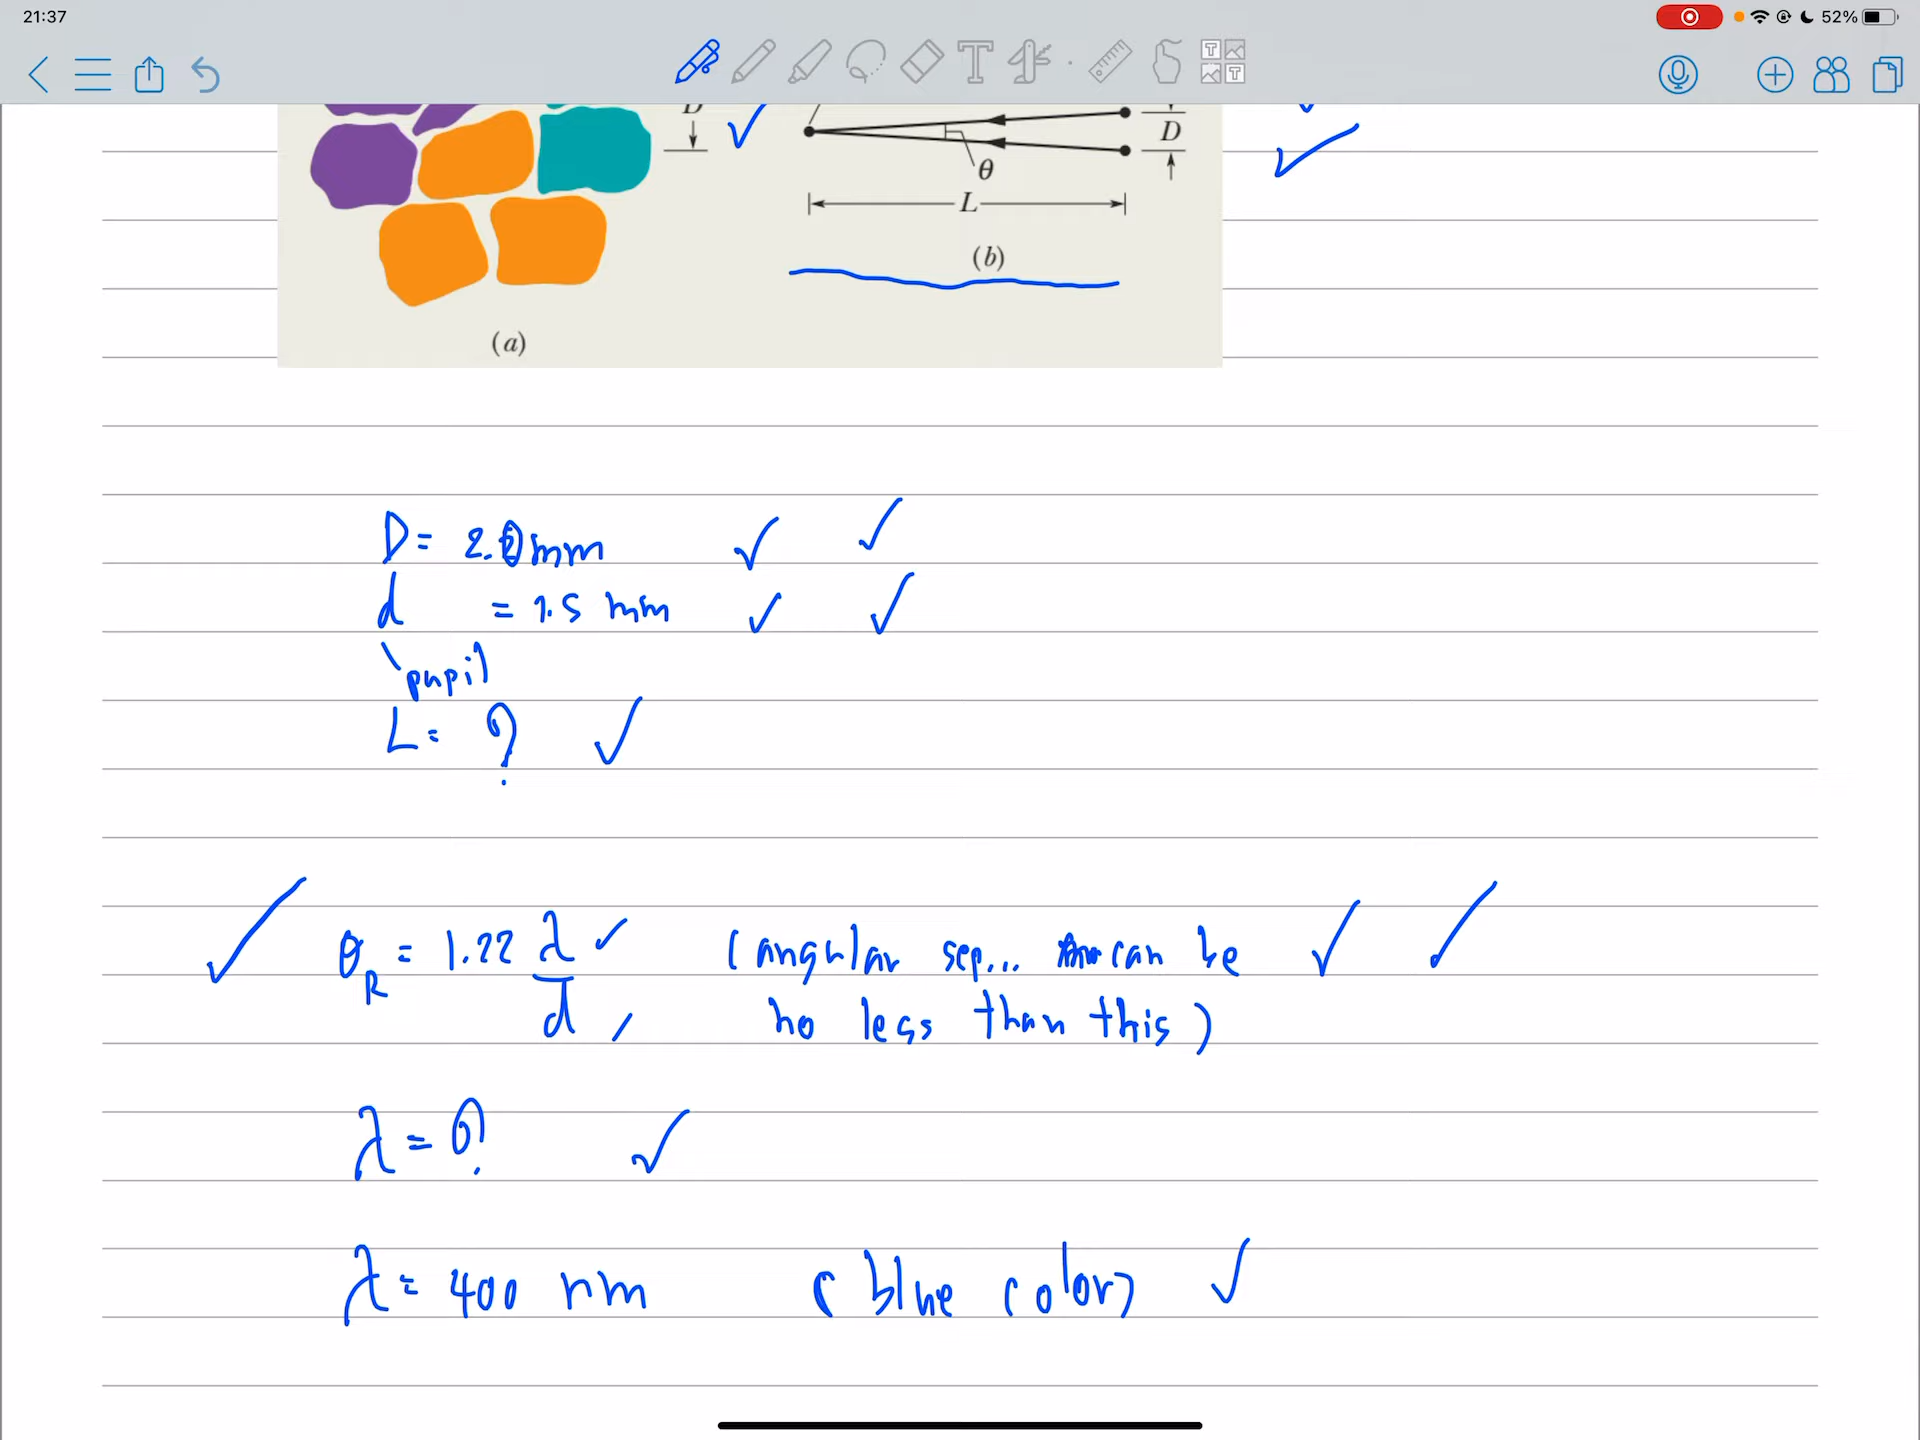 21:37
52%
D
D
θ
L
(b)
(a)
D = 2.0 mm
d = 1.5 mm
pupil
L = ?
θR = 1.22 λ/d , (angular sep... can be
no less than this)
λ = ?
λ = 400 nm (blue color)